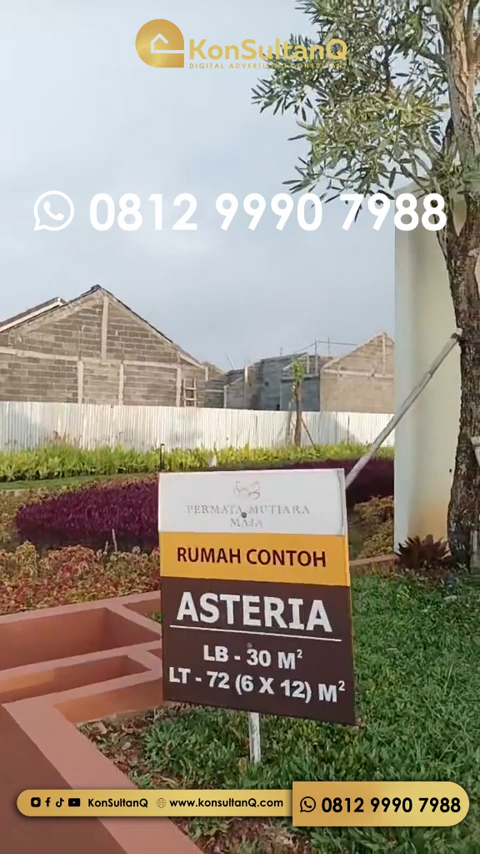 KonSultanQ
DIGITAL ADVERTISING CONSULTANT
0812 9990 7988
PERMATA MUTIARA
MAJA
RUMAH CONTOH
ASTERIA
LB - 30 M²
LT - 72 (6 X 12) M²
KonSultanQ www.konsultanQ.com 0812 9990 7988